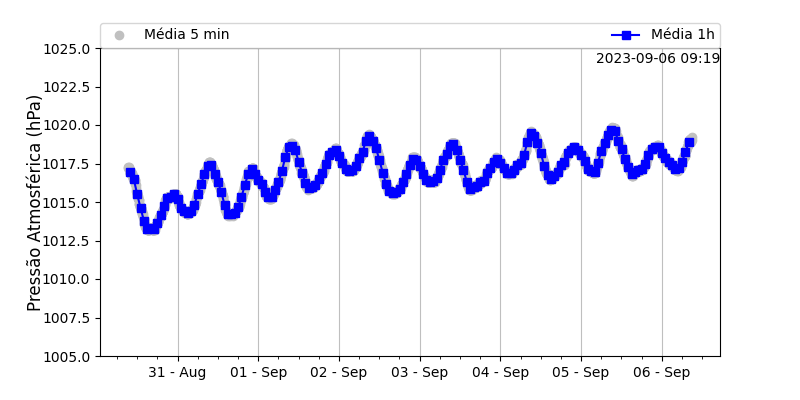 Média 5 min
Média 1h
2023-09-06 09:19
Pressão Atmosférica (hPa)
1025.0
1022.5
1020.0
1017.5
1015.0
1012.5
1010.0
1007.5
1005.0
31 - Aug
01 - Sep
02 - Sep
03 - Sep
04 - Sep
05 - Sep
06 - Sep